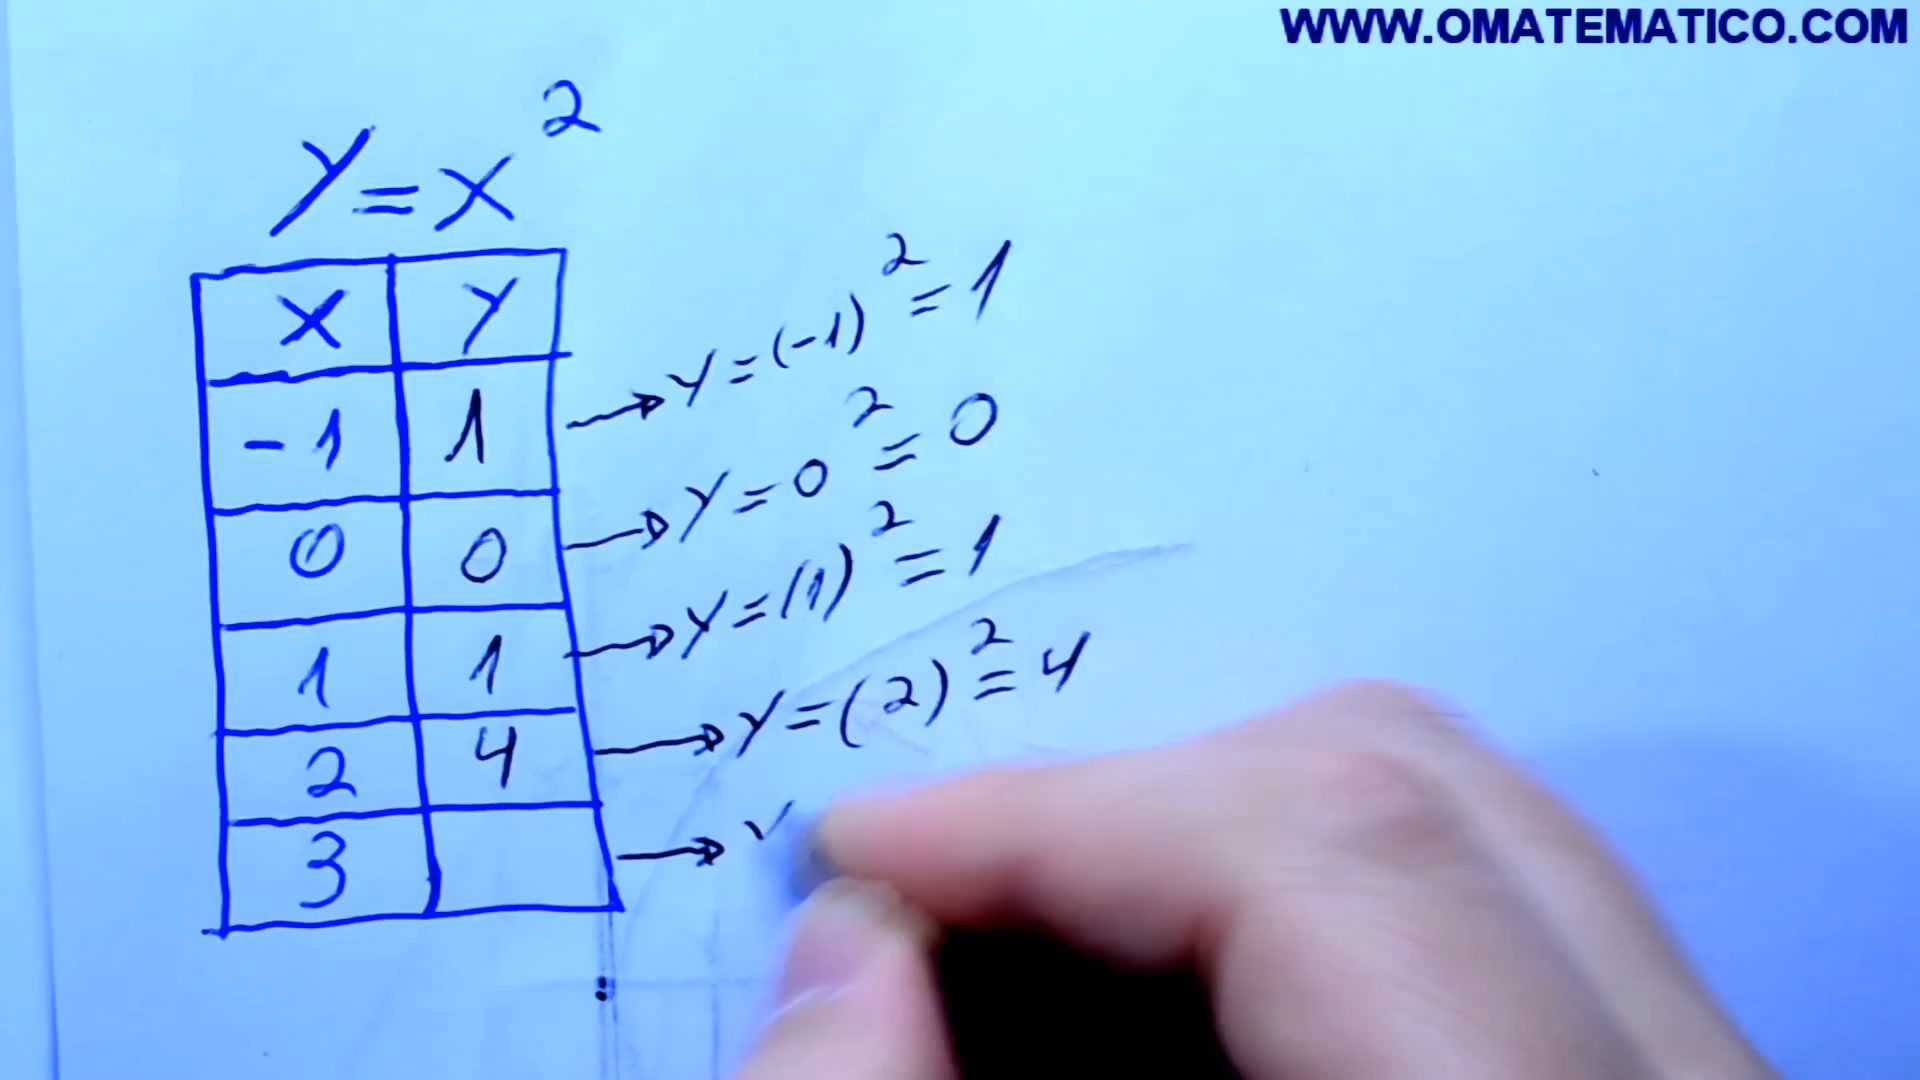 WWW.OMATEMATICO.COM
Y=X²
X Y
-1 1 → Y=(-1)²=1
0 0 → Y=0²=0
1 1 → Y=(1)²=1
2 4 → Y=(2)²=4
3 →